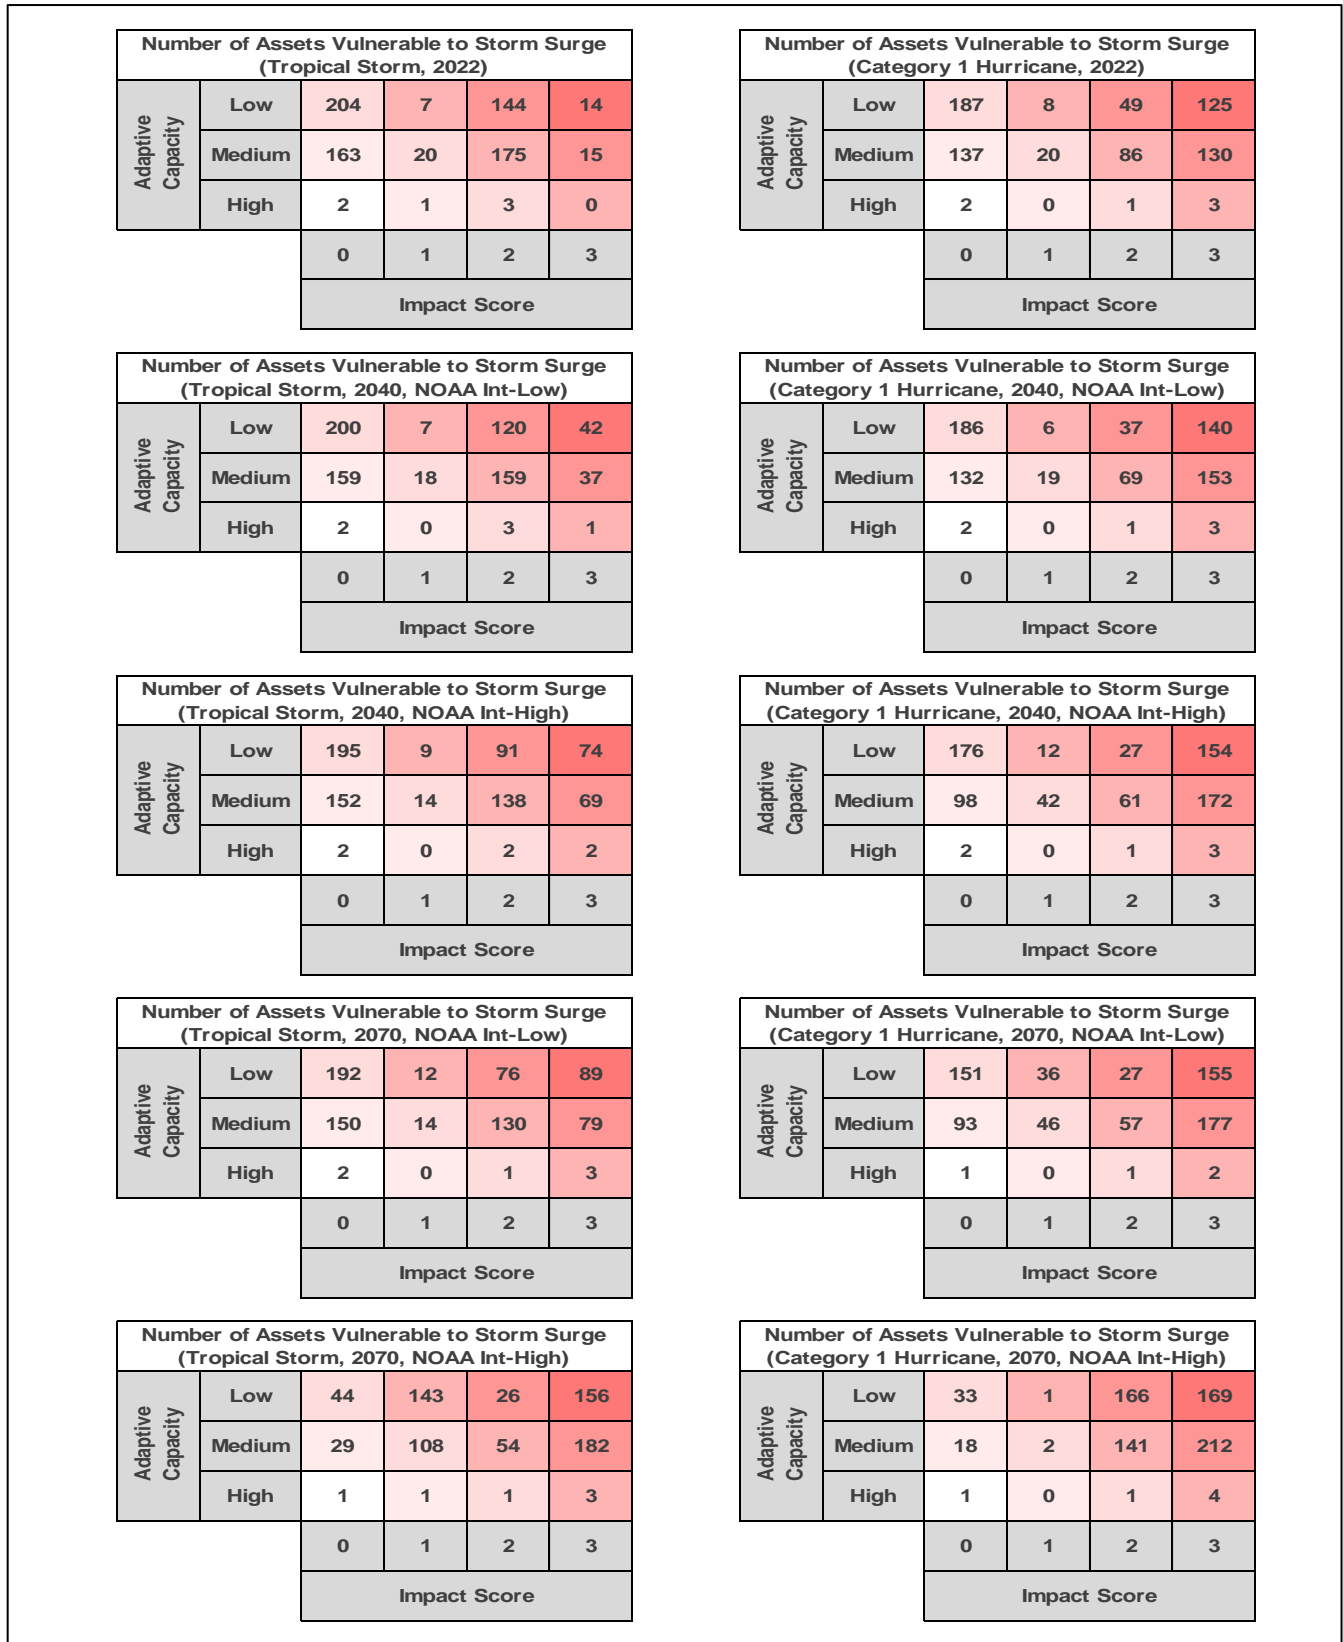 Number of Assets Vulnerable to Storm Surge
(Tropical Storm, 2022)
Adaptive
Capacity
Low 204 7 144 14
Medium 163 20 175 15
High 2 1 3 0
0 1 2 3
Impact Score
Number of Assets Vulnerable to Storm Surge
(Category 1 Hurricane, 2022)
Adaptive
Capacity
Low 187 8 49 125
Medium 137 20 86 130
High 2 0 1 3
0 1 2 3
Impact Score
Number of Assets Vulnerable to Storm Surge
(Tropical Storm, 2040, NOAA Int-Low)
Adaptive
Capacity
Low 200 7 120 42
Medium 159 18 159 37
High 2 0 3 1
0 1 2 3
Impact Score
Number of Assets Vulnerable to Storm Surge
(Category 1 Hurricane, 2040, NOAA Int-Low)
Adaptive
Capacity
Low 186 6 37 140
Medium 132 19 69 153
High 2 0 1 3
0 1 2 3
Impact Score
Number of Assets Vulnerable to Storm Surge
(Tropical Storm, 2040, NOAA Int-High)
Adaptive
Capacity
Low 195 9 91 74
Medium 152 14 138 69
High 2 0 2 2
0 1 2 3
Impact Score
Number of Assets Vulnerable to Storm Surge
(Category 1 Hurricane, 2040, NOAA Int-High)
Adaptive
Capacity
Low 176 12 27 154
Medium 98 42 61 172
High 2 0 1 3
0 1 2 3
Impact Score
Number of Assets Vulnerable to Storm Surge
(Tropical Storm, 2070, NOAA Int-Low)
Adaptive
Capacity
Low 192 12 76 89
Medium 150 14 130 79
High 2 0 1 3
0 1 2 3
Impact Score
Number of Assets Vulnerable to Storm Surge
(Category 1 Hurricane, 2070, NOAA Int-Low)
Adaptive
Capacity
Low 151 36 27 155
Medium 93 46 57 177
High 1 0 1 2
0 1 2 3
Impact Score
Number of Assets Vulnerable to Storm Surge
(Tropical Storm, 2070, NOAA Int-High)
Adaptive
Capacity
Low 44 143 26 156
Medium 29 108 54 182
High 1 1 1 3
0 1 2 3
Impact Score
Number of Assets Vulnerable to Storm Surge
(Category 1 Hurricane, 2070, NOAA Int-High)
Adaptive
Capacity
Low 33 1 166 169
Medium 18 2 141 212
High 1 0 1 4
0 1 2 3
Impact Score